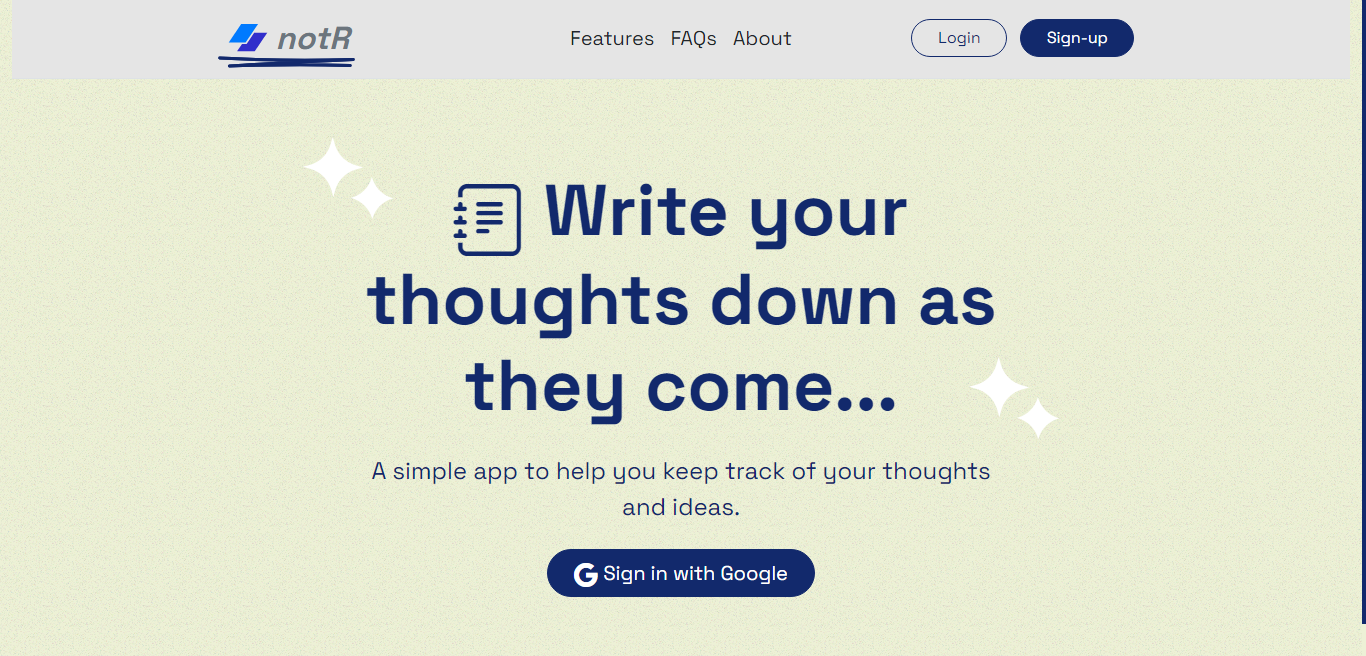 notR
Features FAQs About
Login
Sign-up
Write your
thoughts down as
they come...
A simple app to help you keep track of your thoughts
and ideas.
Sign in with Google